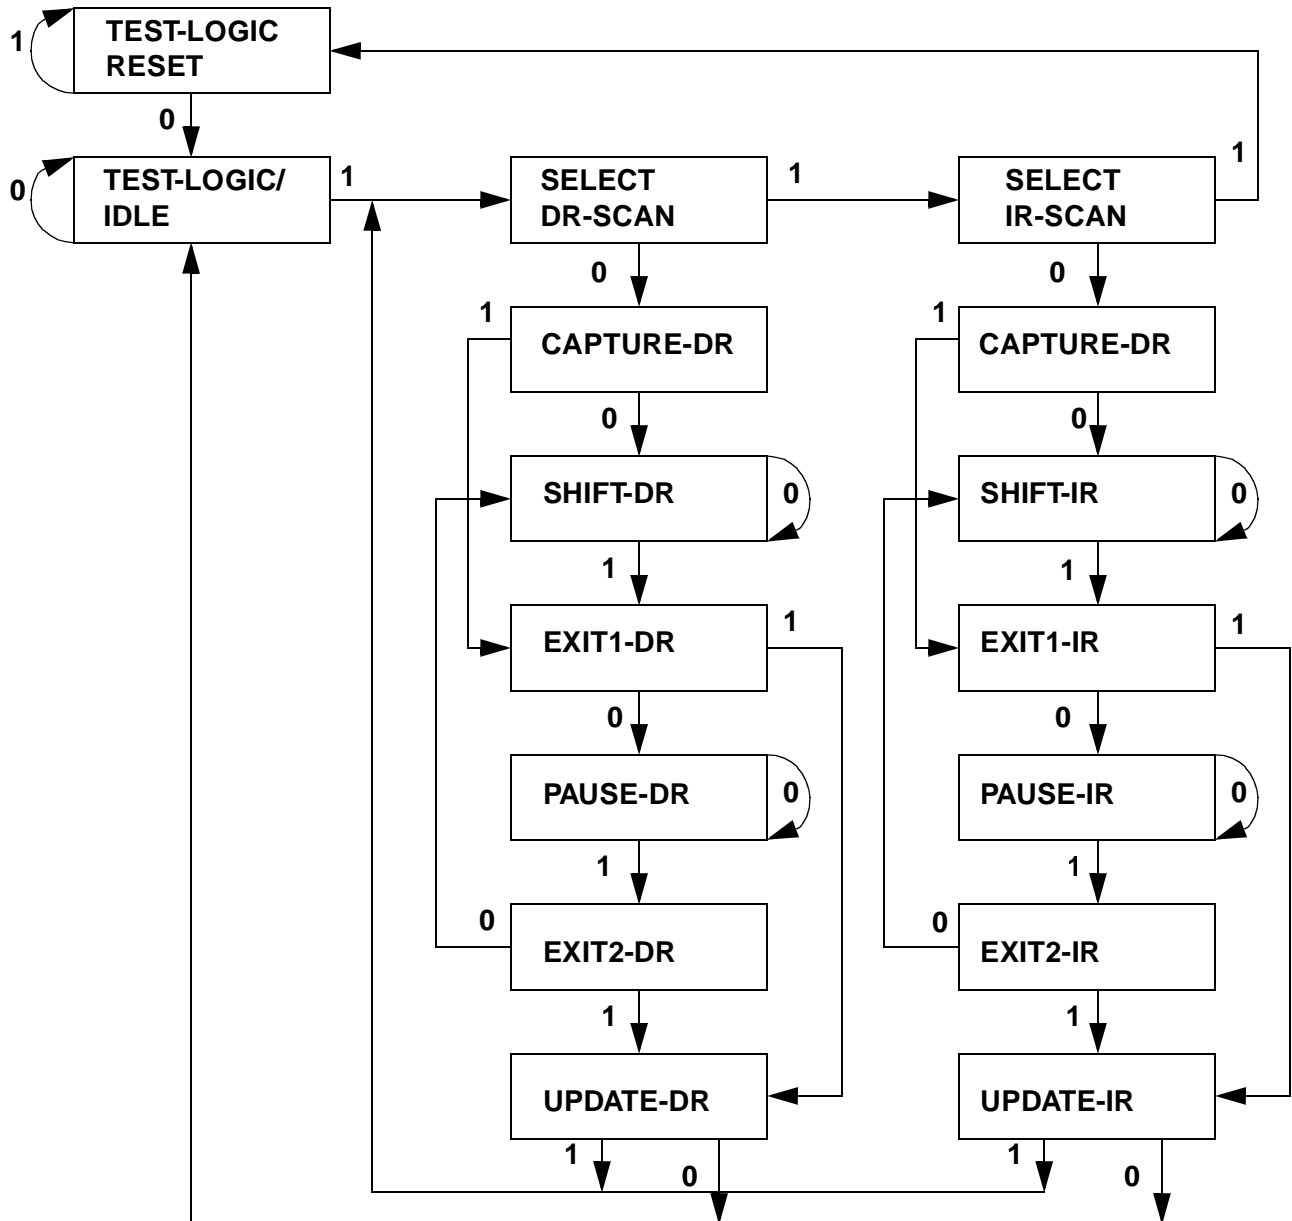 1
TEST-LOGIC
RESET
0
0
TEST-LOGIC/
IDLE
1
SELECT
DR-SCAN
1
SELECT
IR-SCAN
1
0
0
1
CAPTURE-DR
1
CAPTURE-DR
0
0
SHIFT-DR
0
SHIFT-IR
0
1
1
EXIT1-DR
1
EXIT1-IR
1
0
0
PAUSE-DR
0
PAUSE-IR
0
1
1
0
EXIT2-DR
0
EXIT2-IR
1
1
UPDATE-DR
UPDATE-IR
1
0
1
0